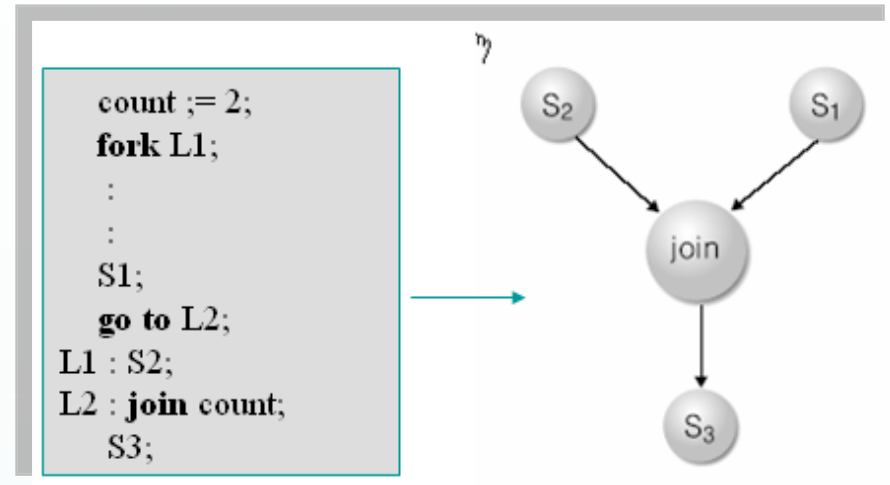 count ;= 2;
fork L1;
:
:
S1;
go to L2;
L1 : S2;
L2 : join count;
S3;
η
S₂
S₁
join
S₃